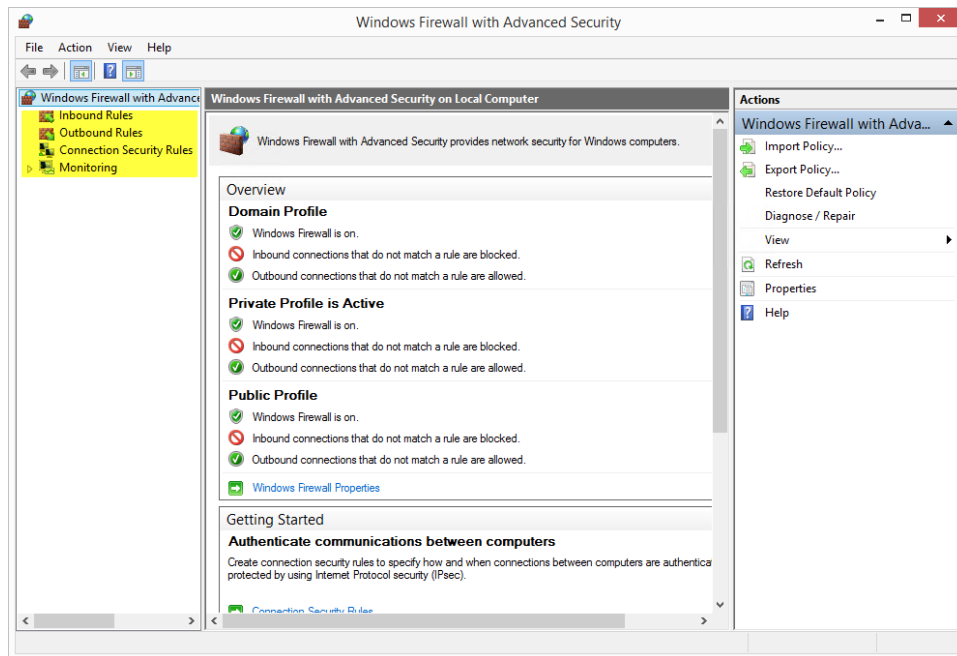 Windows Firewall with Advanced Security
File Action View Help
Windows Firewall with Advance
Inbound Rules
Outbound Rules
Connection Security Rules
Monitoring
Windows Firewall with Advanced Security on Local Computer
Windows Firewall with Advanced Security provides network security for Windows computers.
Overview
Domain Profile
Windows Firewall is on.
Inbound connections that do not match a rule are blocked.
Outbound connections that do not match a rule are allowed.
Private Profile is Active
Windows Firewall is on.
Inbound connections that do not match a rule are blocked.
Outbound connections that do not match a rule are allowed.
Public Profile
Windows Firewall is on.
Inbound connections that do not match a rule are blocked.
Outbound connections that do not match a rule are allowed.
Windows Firewall Properties
Getting Started
Authenticate communications between computers
Create connection security rules to specify how and when connections between computers are authentica
protected by using Internet Protocol security (IPsec).
Connection Security Rules
Actions
Windows Firewall with Adva...
Import Policy...
Export Policy...
Restore Default Policy
Diagnose / Repair
View
Refresh
Properties
Help